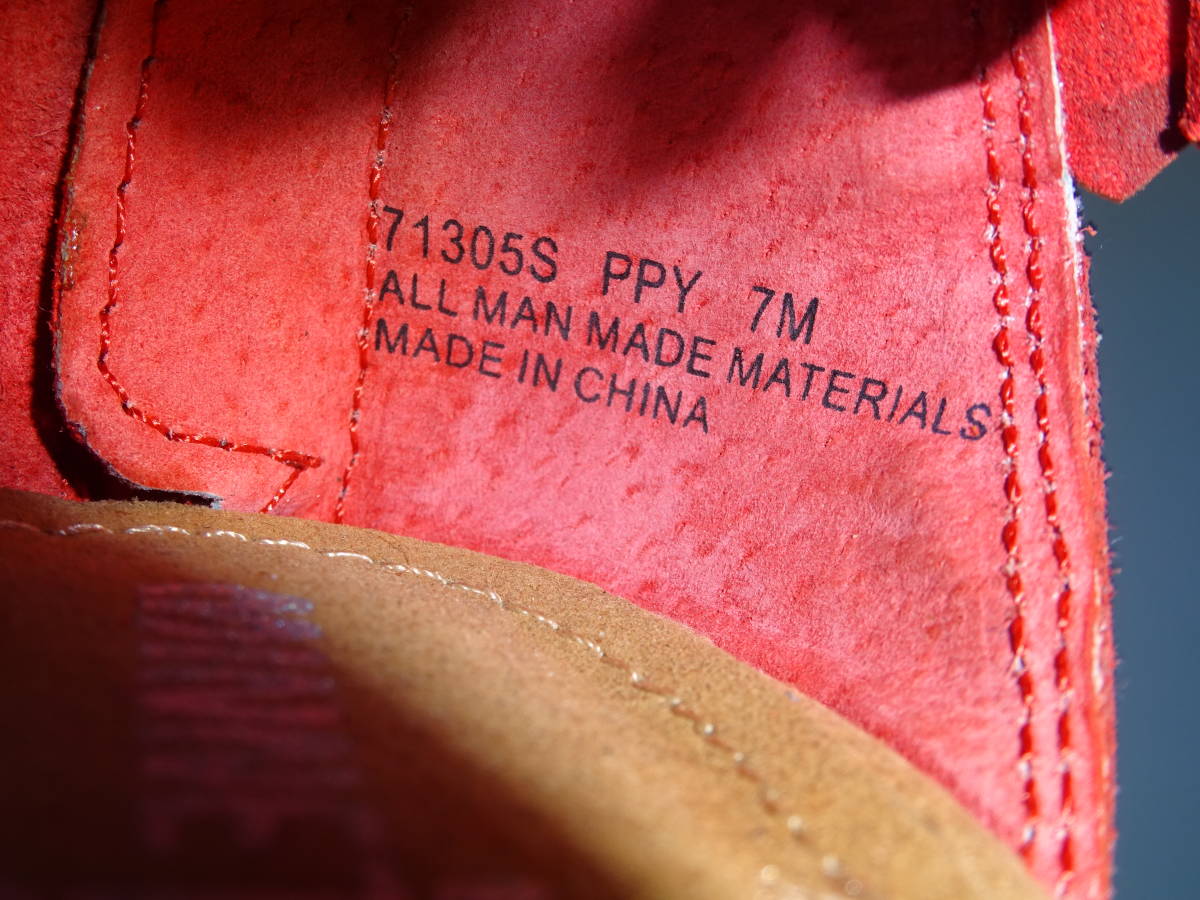 71305S PPY 7M
ALL MAN MADE MATERIALS
MADE IN CHINA